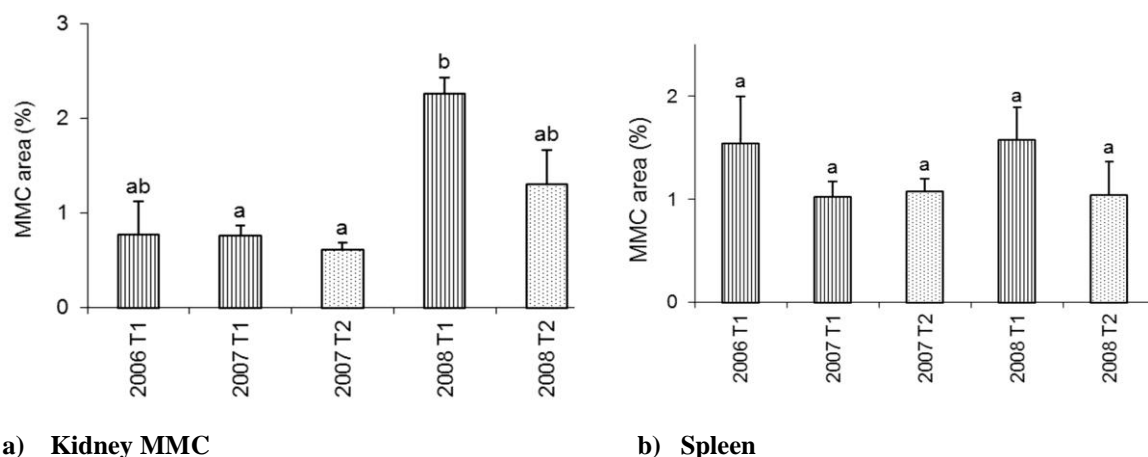 3
2
1
0
MMC area (%)
ab
a
a
b
ab
2006 T1
2007 T1
2007 T2
2008 T1
2008 T2
a) Kidney MMC
2
1
0
MMC area (%)
a
a
a
a
a
2006 T1
2007 T1
2007 T2
2008 T1
2008 T2
b) Spleen